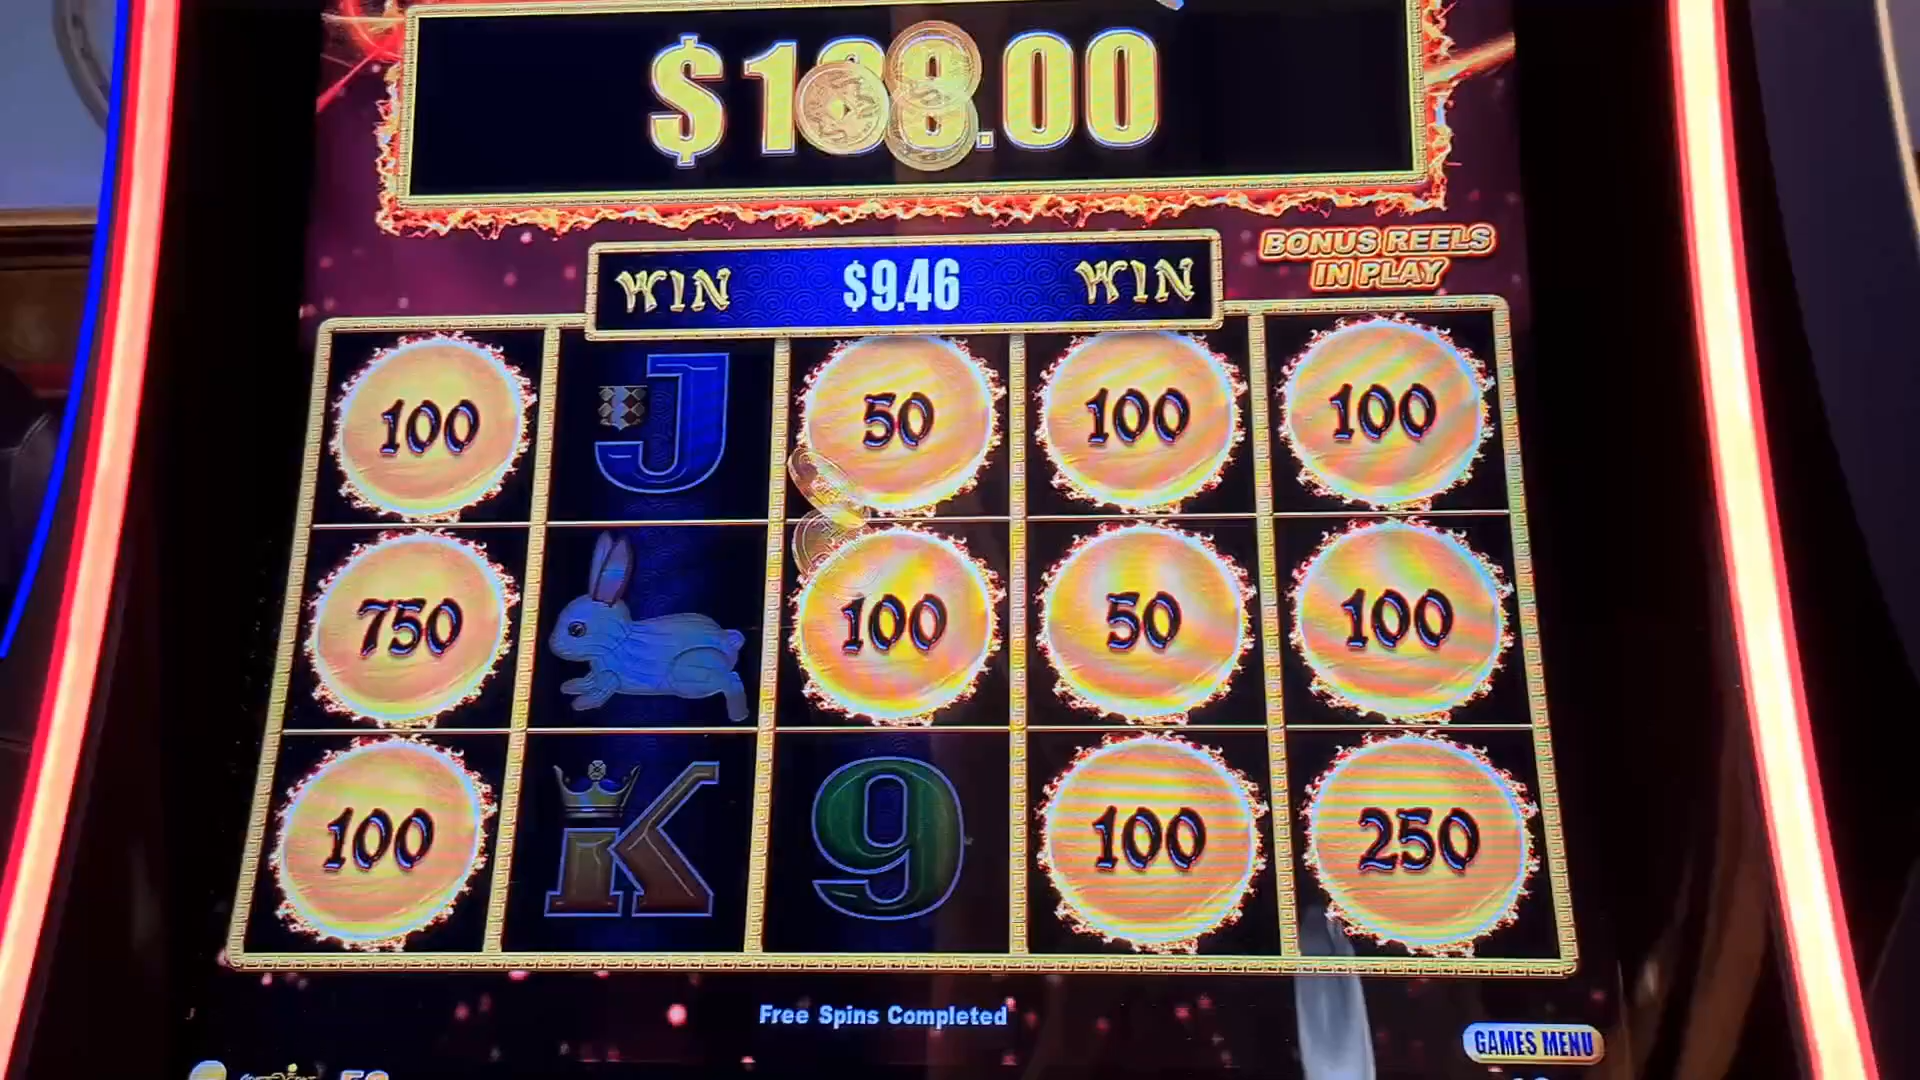 .00
WIN $9.46 WIN
BONUS REELS
IN PLAY
100 J 50 100 100
750 100 50 100
100 K 9 100 250
Free Spins Completed
GAMES MENU